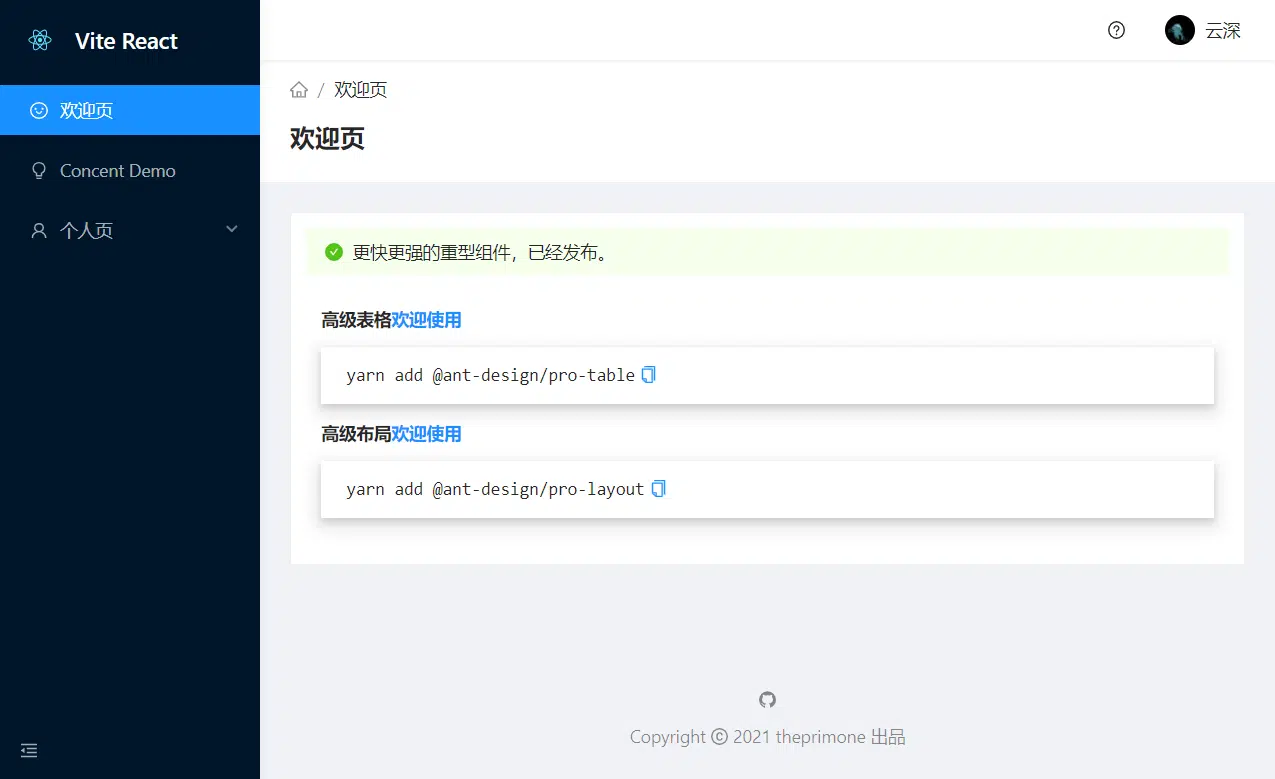 Vite React
云深
欢迎页
Concent Demo
个人页
/ 欢迎页
欢迎页
更快更强的重型组件，已经发布。
高级表格欢迎使用
yarn add @ant-design/pro-table
高级布局欢迎使用
yarn add @ant-design/pro-layout
Copyright © 2021 theprimone 出品